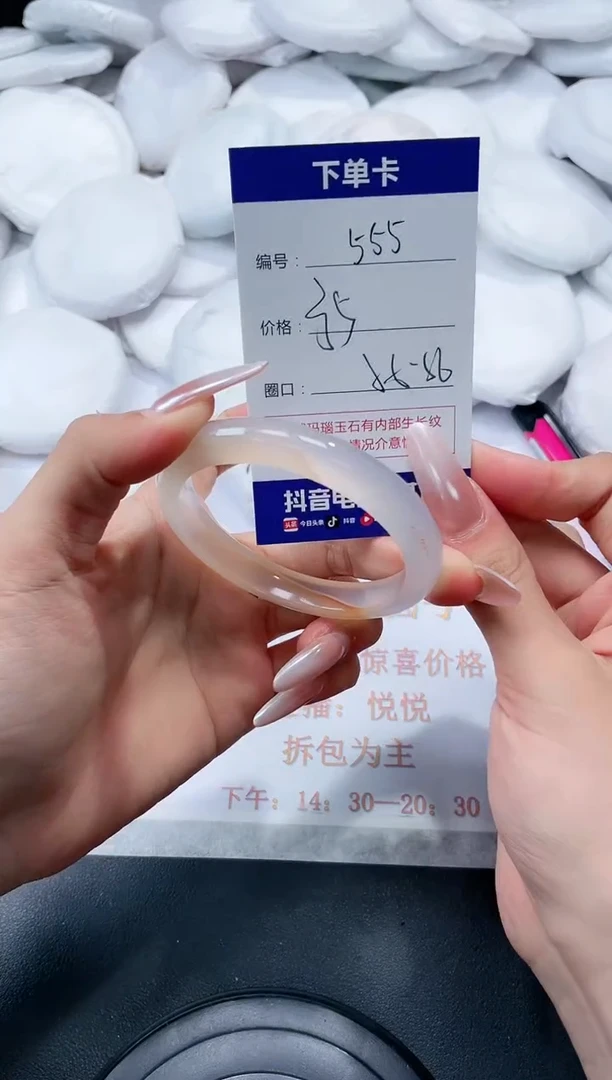 下单卡
编号：555
价格：
圈口：
玛瑙玉石有内部生长纹
情况介意
抖音电
头条 今日头条 抖音
惊喜价格
播：悦悦
拆包为主
下午：14：30—20：30